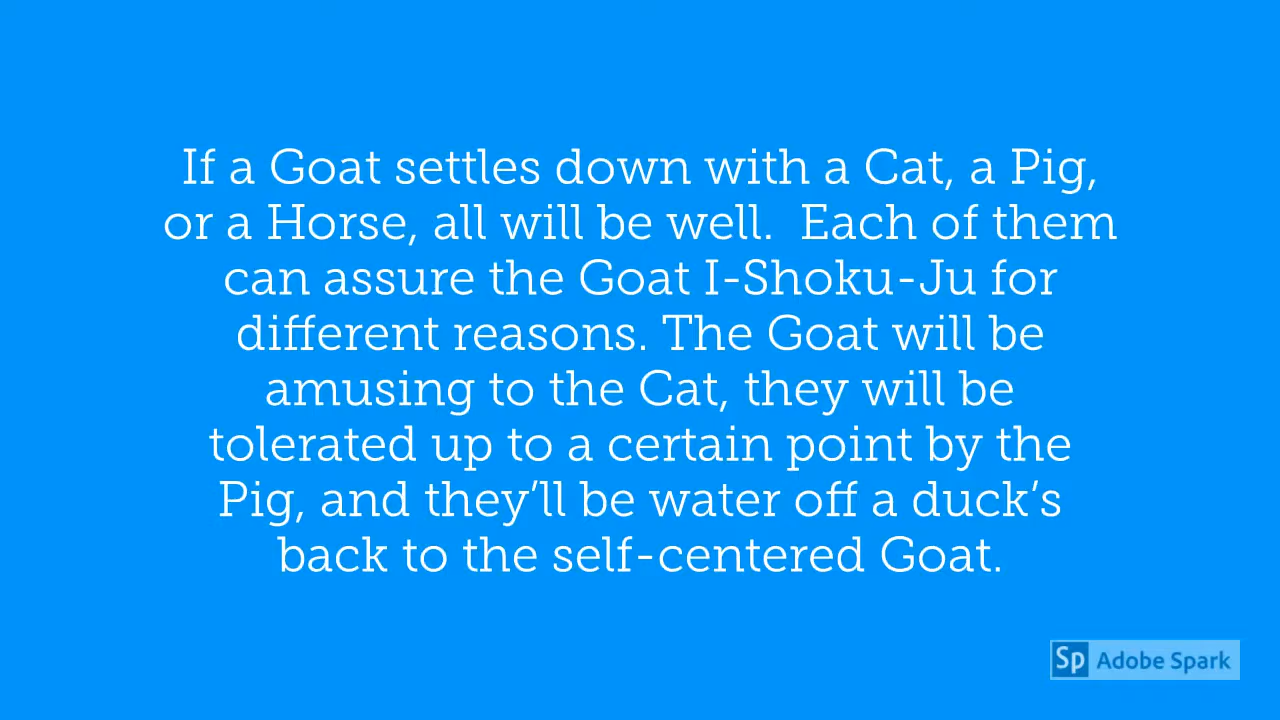 If a Goat settles down with a Cat, a Pig,
or a Horse, all will be well.  Each of them
can assure the Goat I-Shoku-Ju for
different reasons. The Goat will be
amusing to the Cat, they will be
tolerated up to a certain point by the
Pig, and they’ll be water off a duck’s
back to the self-centered Goat.
Sp Adobe Spark